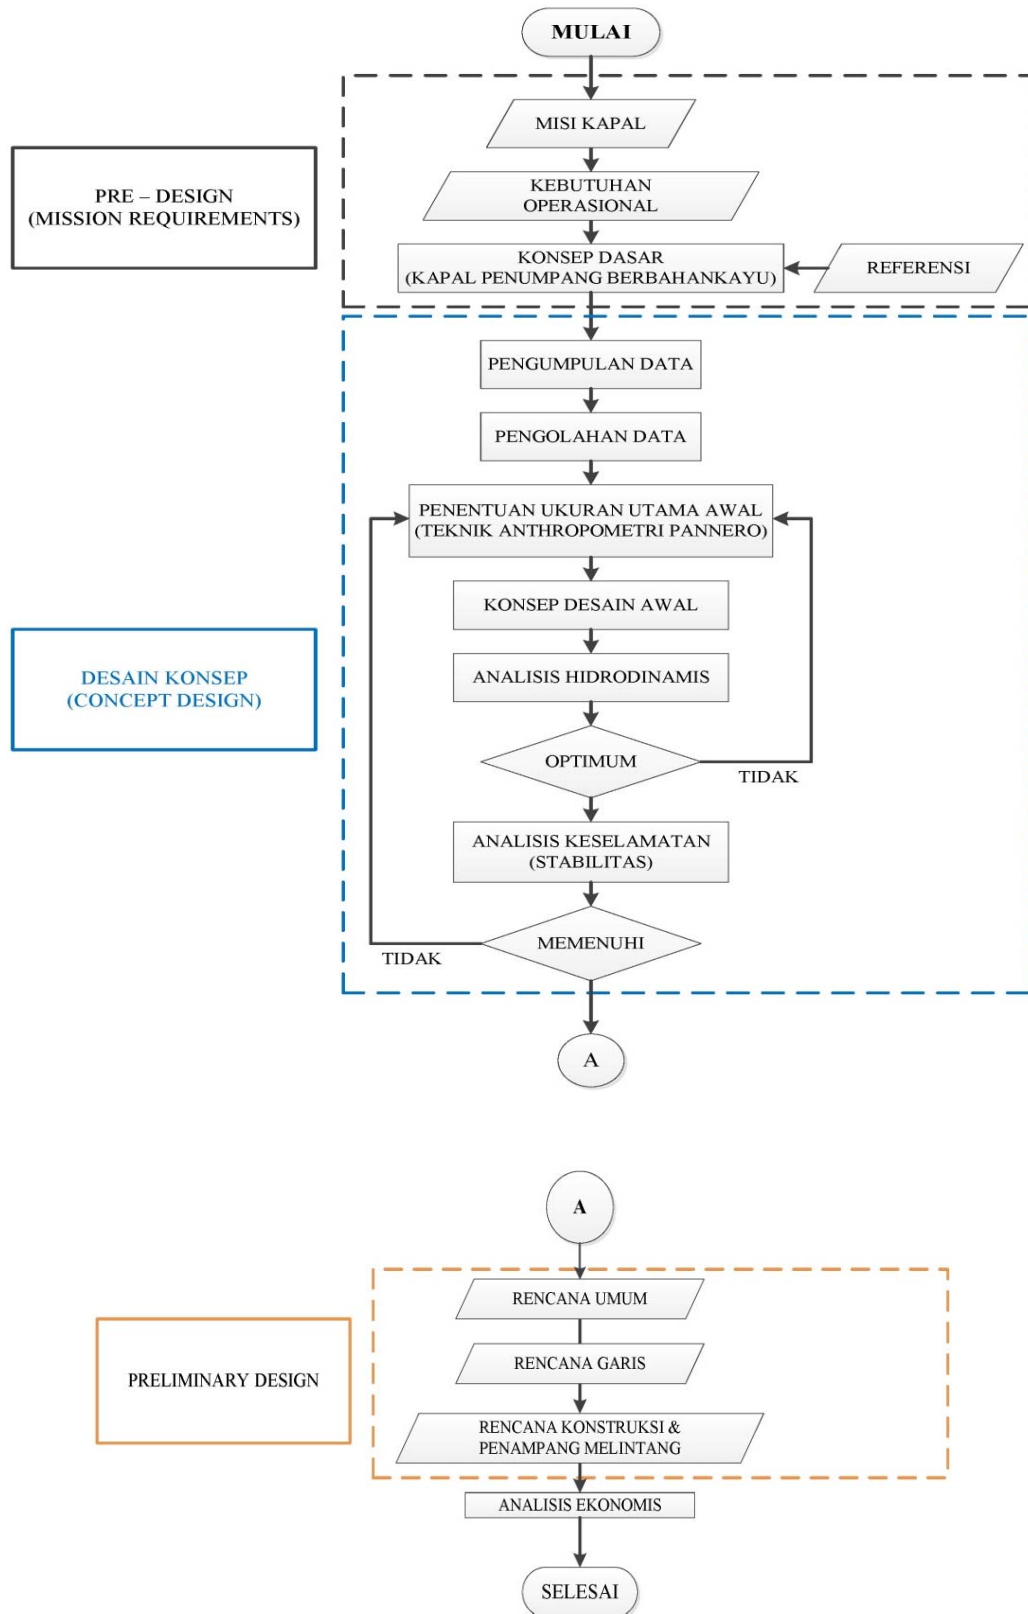 MULAI
MISI KAPAL
KEBUTUHAN
OPERASIONAL
PRE – DESIGN
(MISSION REQUIREMENTS)
KONSEP DASAR
(KAPAL PENUMPANG BERBAHANKAYU)
REFERENSI
PENGUMPULAN DATA
PENGOLAHAN DATA
PENENTUAN UKURAN UTAMA AWAL
(TEKNIK ANTHROPOMETRI PANNERO)
KONSEP DESAIN AWAL
DESAIN KONSEP
(CONCEPT DESIGN)
ANALISIS HIDRODINAMIS
OPTIMUM
TIDAK
ANALISIS KESELAMATAN
(STABILITAS)
MEMENUHI
TIDAK
A
A
RENCANA UMUM
RENCANA GARIS
PRELIMINARY DESIGN
RENCANA KONSTRUKSI &
PENAMPANG MELINTANG
ANALISIS EKONOMIS
SELESAI